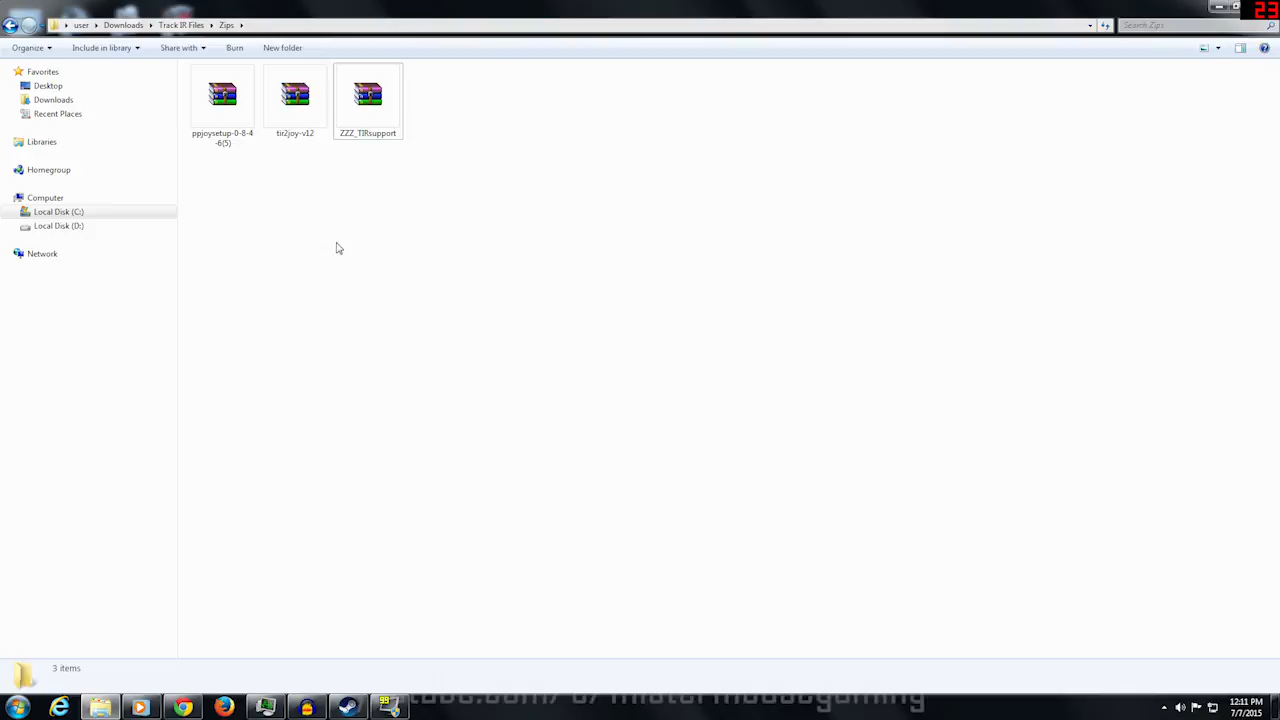 23
user Downloads Track IR Files Zips Search Zips
Organize Include in library Share with Burn New folder
Favorites
Desktop
Downloads
Recent Places
Libraries
Homegroup
Computer
Local Disk (C:)
Local Disk (D:)
Network
ppjoysetup-0-8-4
-6(5)
tir2joy-v12
ZZZ_TIRsupport
3 items
99
12:11 PM
7/7/2015